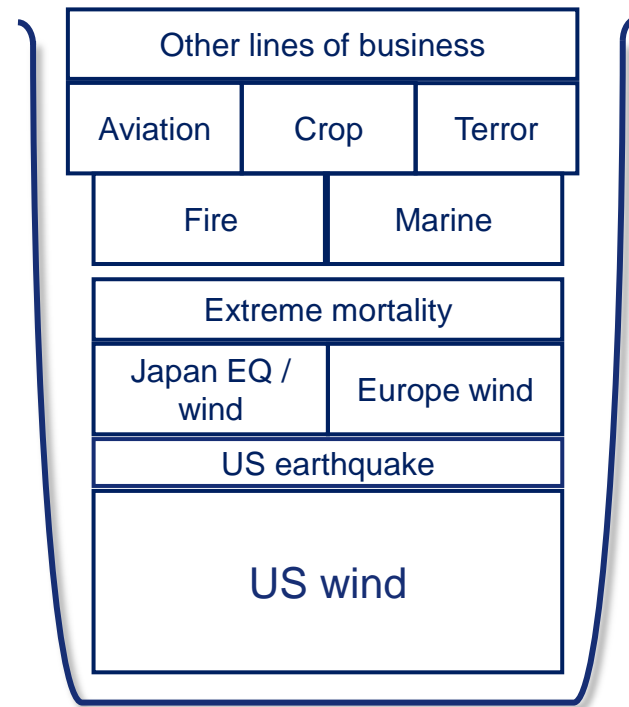 Other lines of business
Aviation
Crop
Terror
Fire
Marine
Extreme mortality
Japan EQ /
wind
Europe wind
US earthquake
US wind